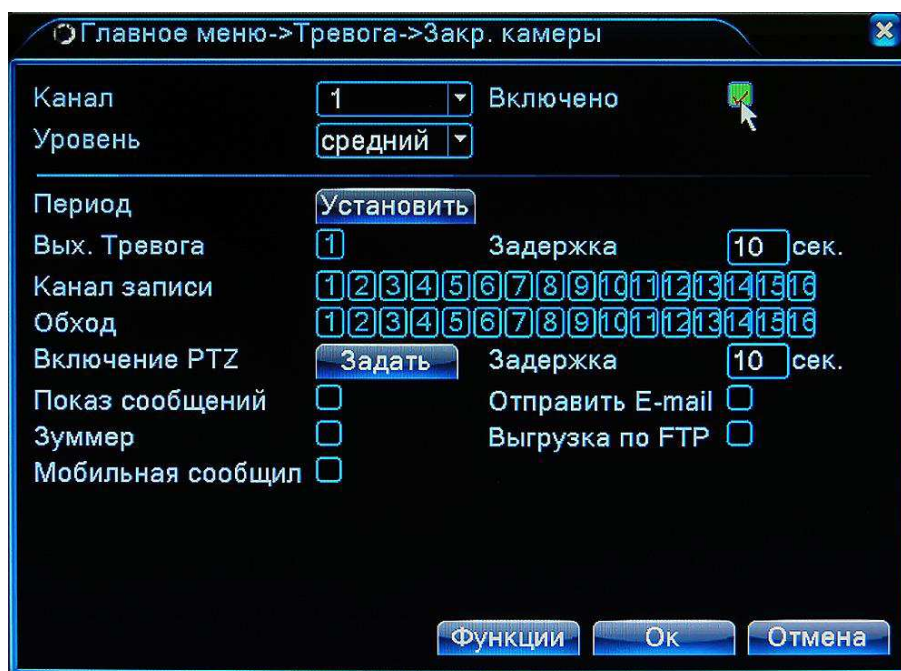 Главное меню->Тревога->Закр. камеры
Канал 1 Включено
Уровень средний
Период Установить
Вых. Тревога 1 Задержка 10 сек.
Канал записи 1 2 3 4 5 6 7 8 9 10 11 12 13 14 15 16
Обход 1 2 3 4 5 6 7 8 9 10 11 12 13 14 15 16
Включение PTZ Задать Задержка 10 сек.
Показ сообщений Отправить E-mail
Зуммер Выгрузка по FTP
Мобильная сообщил
Функции Ок Отмена